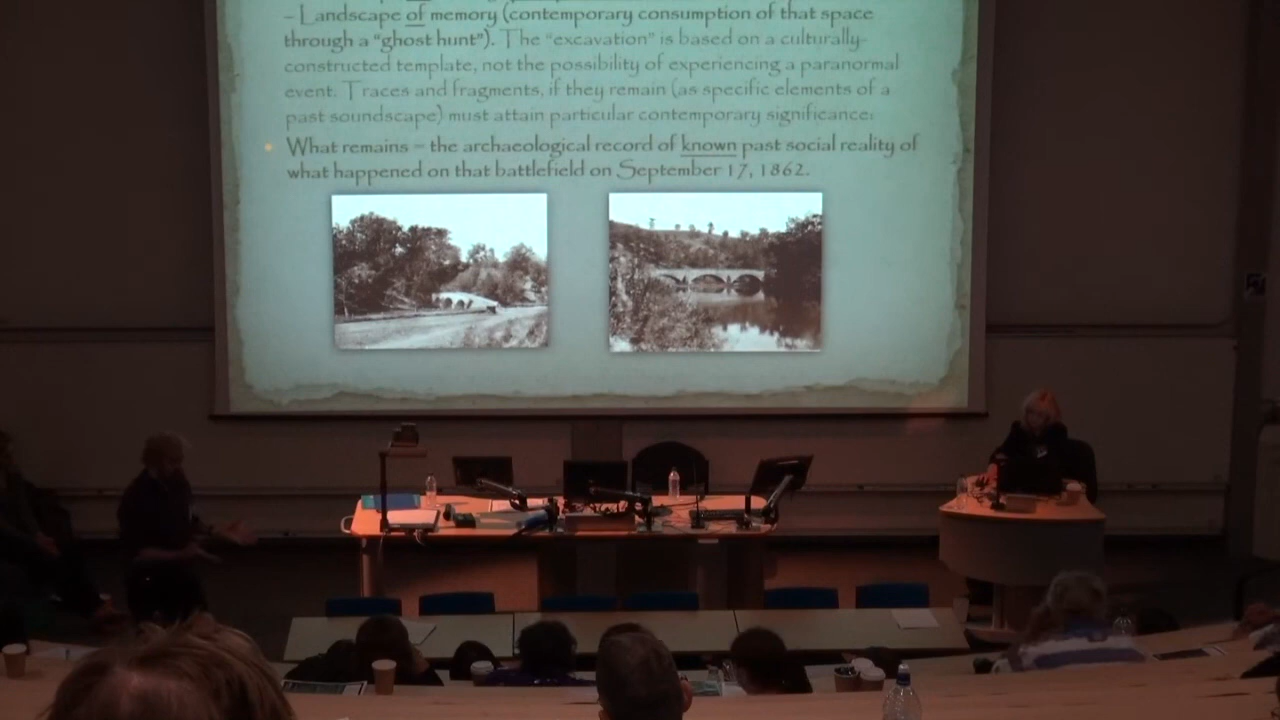 – Landscape of memory (contemporary consumption of that space
through a “ghost hunt”). The “excavation” is based on a culturally-
constructed template, not the possibility of experiencing a paranormal
event. Traces and fragments, if they remain (as specific elements of a
past soundscape) must attain particular contemporary significance.
What remains – the archaeological record of known past social reality of
what happened on that battlefield on September 17, 1862.